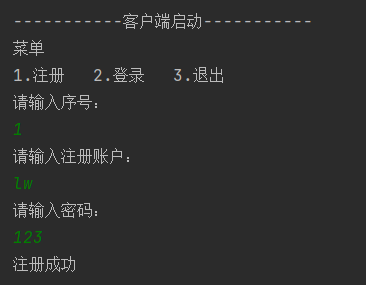 -----------客户端启动-----------
菜单
1.注册   2.登录   3.退出
请输入序号:
1
请输入注册账户:
lw
请输入密码:
123
注册成功